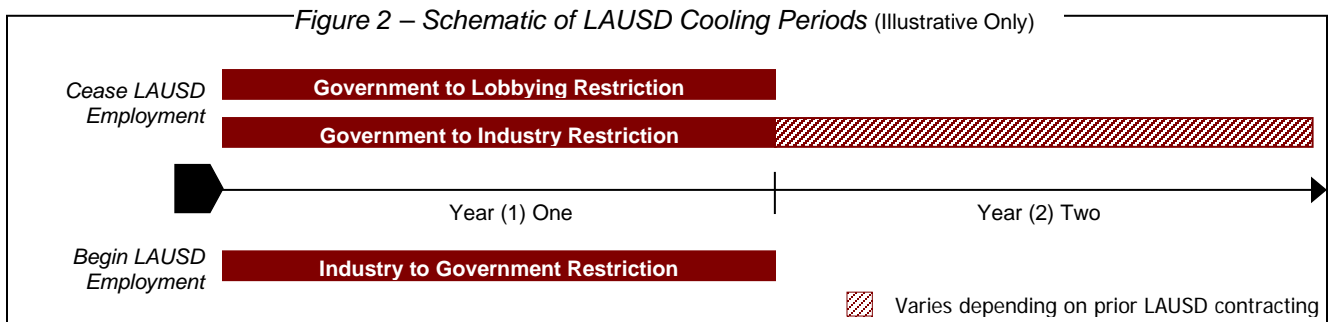 Figure 2 – Schematic of LAUSD Cooling Periods (Illustrative Only)
Cease LAUSD
Employment
Government to Lobbying Restriction
Government to Industry Restriction
Year (1) One
Year (2) Two
Begin LAUSD
Employment
Industry to Government Restriction
Varies depending on prior LAUSD contracting